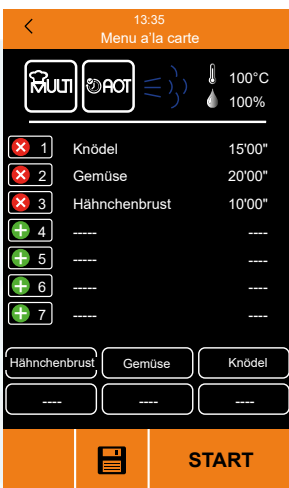 13:35
Menu a'la carte
MULTI AOT 100°C
100%
1 Knödel 15'00"
2 Gemüse 20'00"
3 Hähnchenbrust 10'00"
4 ----- ----
5 ----- ----
6 ----- ----
7 ----- ----
Hähnchenbrust Gemüse Knödel
---- ---- ----
START